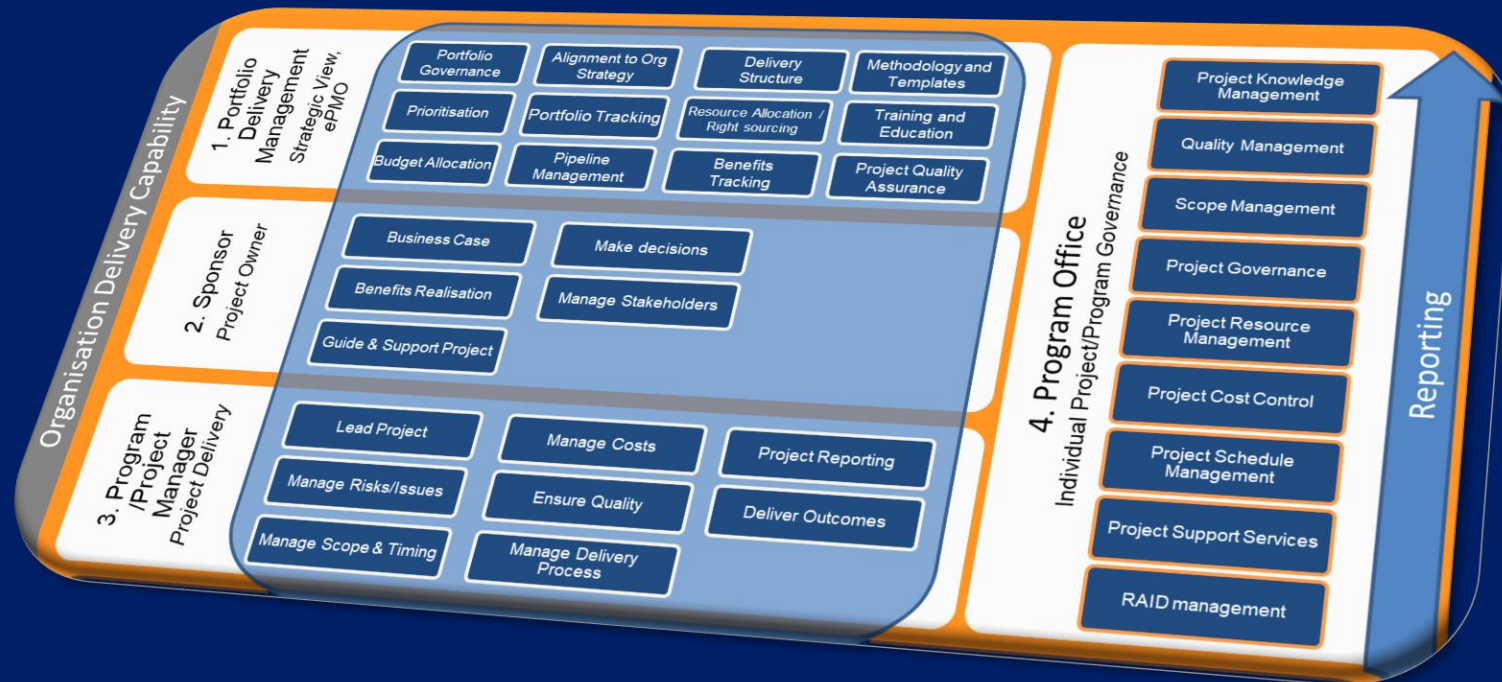 Organisation Delivery Capability
1. Portfolio
Delivery
Management
Strategic View,
ePMO
Portfolio
Governance
Alignment to Org
Strategy
Delivery
Structure
Methodology and
Templates
Prioritisation
Portfolio Tracking
Resource Allocation /
Right sourcing
Training and
Education
Budget Allocation
Pipeline
Management
Benefits
Tracking
Project Quality
Assurance
2. Sponsor
Project Owner
Business Case
Make decisions
Benefits Realisation
Manage Stakeholders
Guide & Support Project
3. Program
/Project
Manager
Project Delivery
Lead Project
Manage Costs
Project Reporting
Manage Risks/Issues
Ensure Quality
Deliver Outcomes
Manage Scope & Timing
Manage Delivery
Process
4. Program Office
Individual Project/Program Governance
Project Knowledge
Management
Quality Management
Scope Management
Project Governance
Project Resource
Management
Project Cost Control
Project Schedule
Management
Project Support Services
RAID management
Reporting